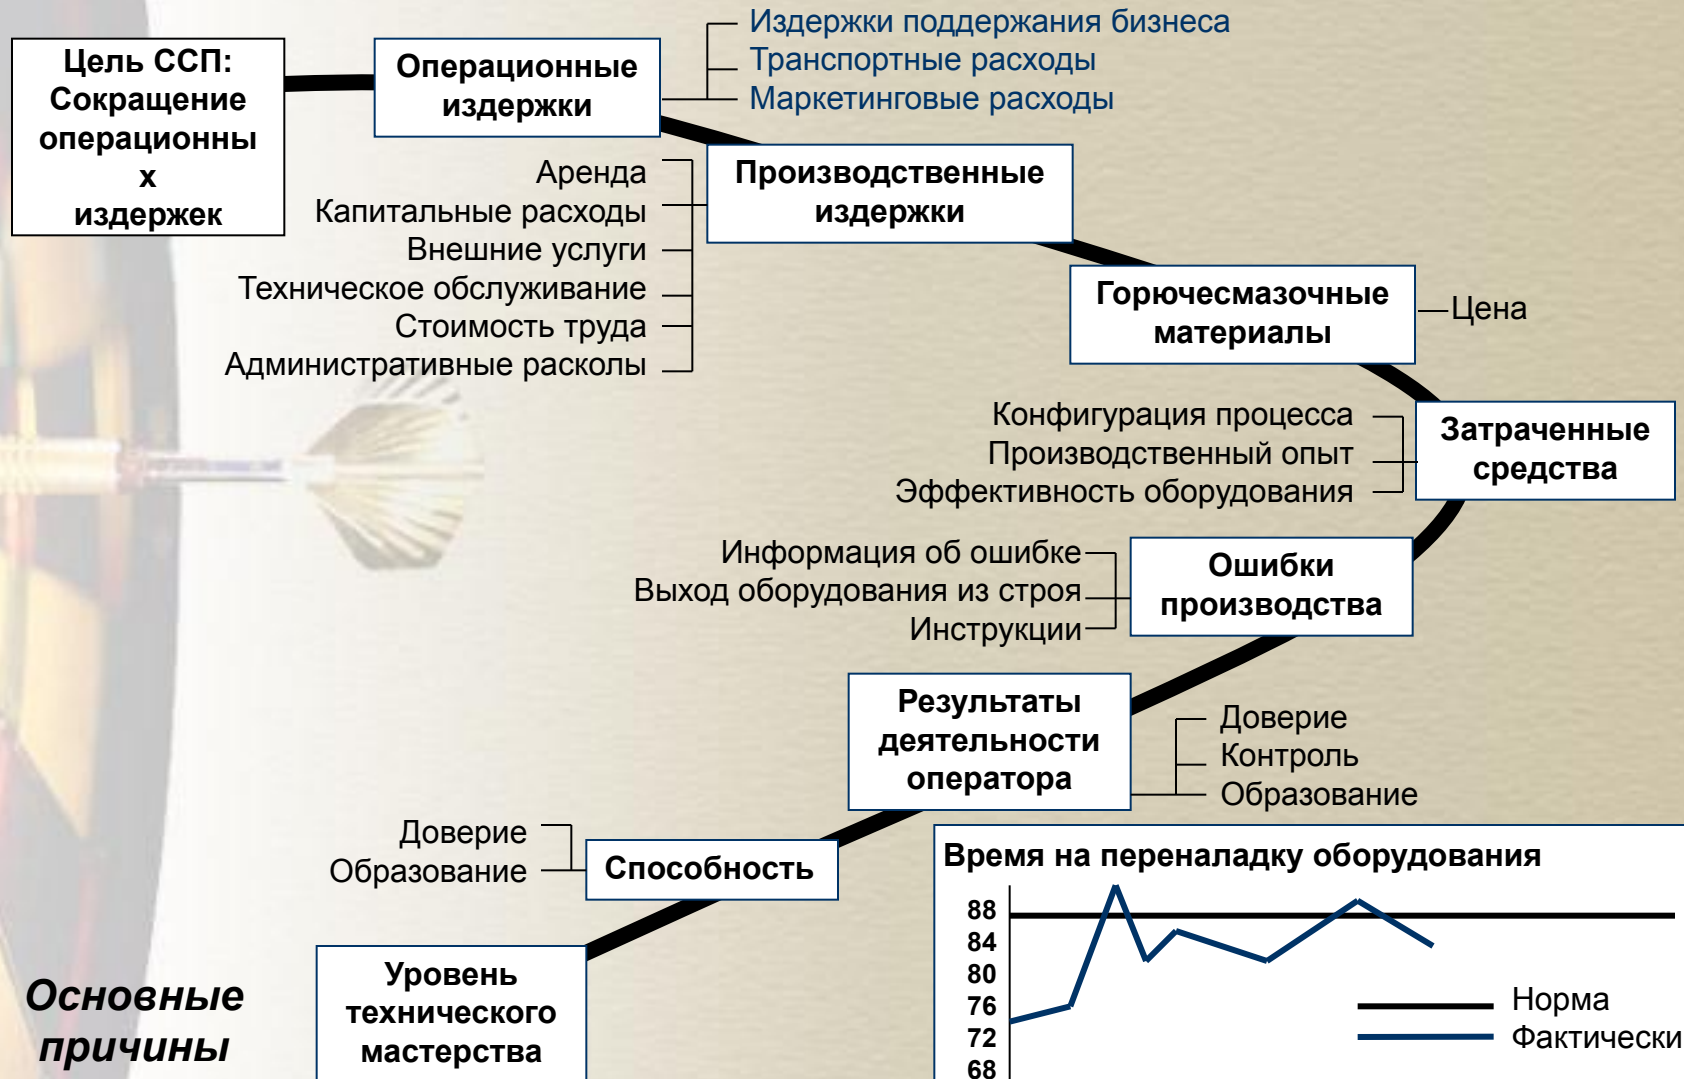 Цель ССП:
Сокращение
операционны
х
издержек
Операционные
издержки
Издержки поддержания бизнеса
Транспортные расходы
Маркетинговые расходы
Производственные
издержки
Аренда
Капитальные расходы
Внешние услуги
Техническое обслуживание
Стоимость труда
Административные расколы
Горючесмазочные
материалы
Цена
Затраченные
средства
Конфигурация процесса
Производственный опыт
Эффективность оборудования
Ошибки
производства
Информация об ошибке
Выход оборудования из строя
Инструкции
Результаты
деятельности
оператора
Доверие
Контроль
Образование
Способность
Доверие
Образование
Уровень
технического
мастерства
Основные
причины
Время на переналадку оборудования
88
84
80
76
72
68
Норма
Фактически